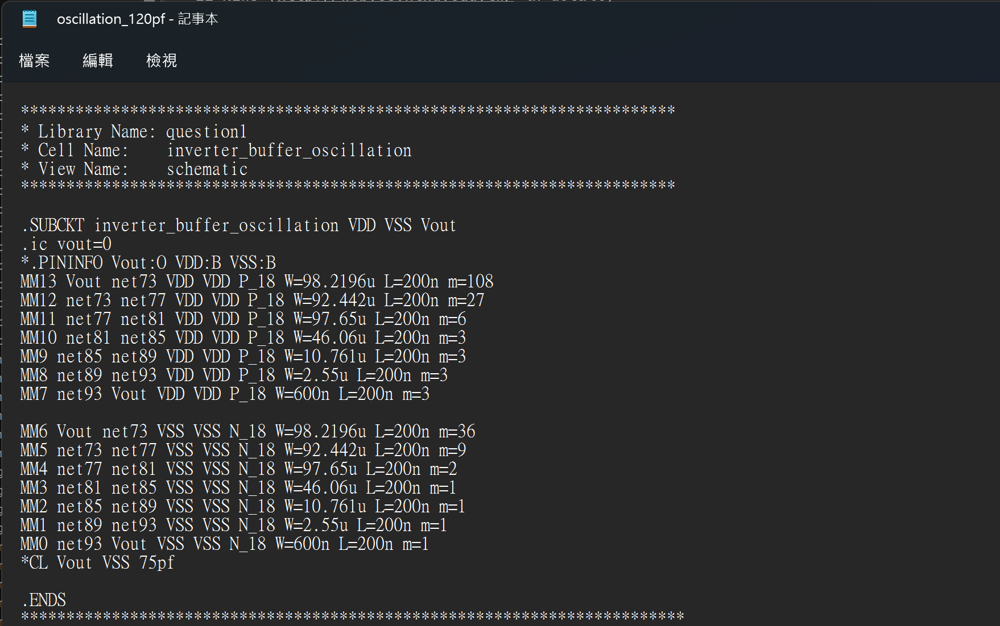 oscillation_120pf - 記事本
檔案 編輯 檢視
************************************************************************
* Library Name: question1
* Cell Name: inverter_buffer_oscillation
* View Name: schematic
************************************************************************
.SUBCKT inverter_buffer_oscillation VDD VSS Vout
.ic vout=0
*.PININFO Vout:O VDD:B VSS:B
MM13 Vout net73 VDD VDD P_18 W=98.2196u L=200n m=108
MM12 net73 net77 VDD VDD P_18 W=92.442u L=200n m=27
MM11 net77 net81 VDD VDD P_18 W=97.65u L=200n m=6
MM10 net81 net85 VDD VDD P_18 W=46.06u L=200n m=3
MM9 net85 net89 VDD VDD P_18 W=10.761u L=200n m=3
MM8 net89 net93 VDD VDD P_18 W=2.55u L=200n m=3
MM7 net93 Vout VDD VDD P_18 W=600n L=200n m=3
MM6 Vout net73 VSS VSS N_18 W=98.2196u L=200n m=36
MM5 net73 net77 VSS VSS N_18 W=92.442u L=200n m=9
MM4 net77 net81 VSS VSS N_18 W=97.65u L=200n m=2
MM3 net81 net85 VSS VSS N_18 W=46.06u L=200n m=1
MM2 net85 net89 VSS VSS N_18 W=10.761u L=200n m=1
MM1 net89 net93 VSS VSS N_18 W=2.55u L=200n m=1
MM0 net93 Vout VSS VSS N_18 W=600n L=200n m=1
*CL Vout VSS 75pf
.ENDS
*************************************************************************